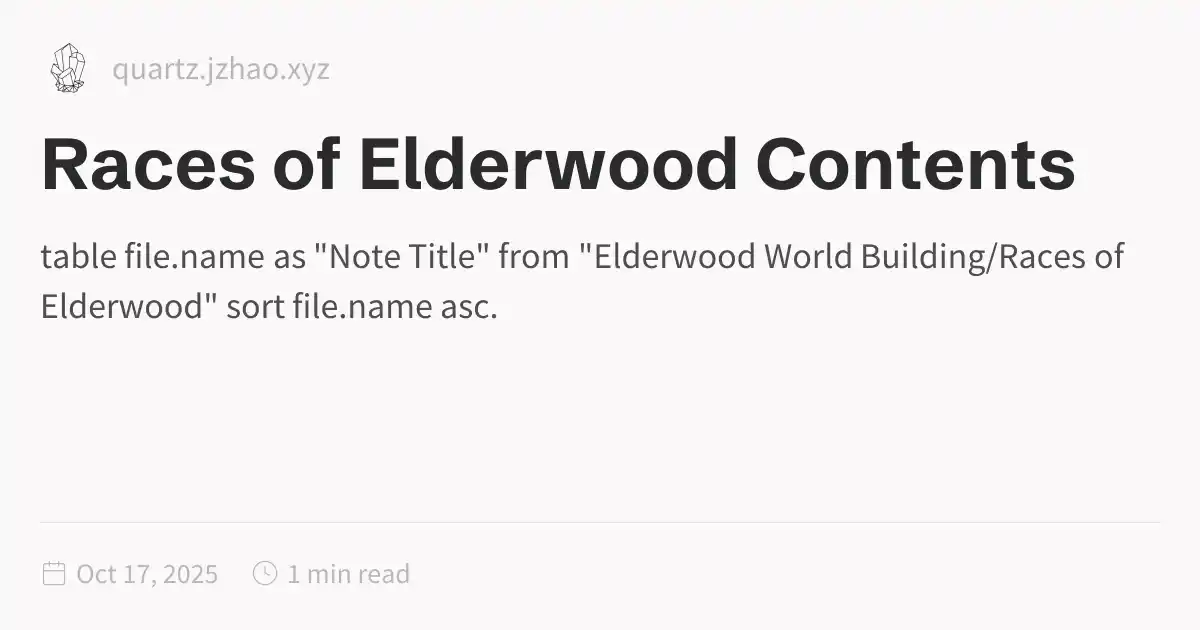 quartz.jzhao.xyz
Races of Elderwood Contents
table file.name as "Note Title" from "Elderwood World Building/Races of
Elderwood" sort file.name asc.
Oct 17, 2025 1 min read